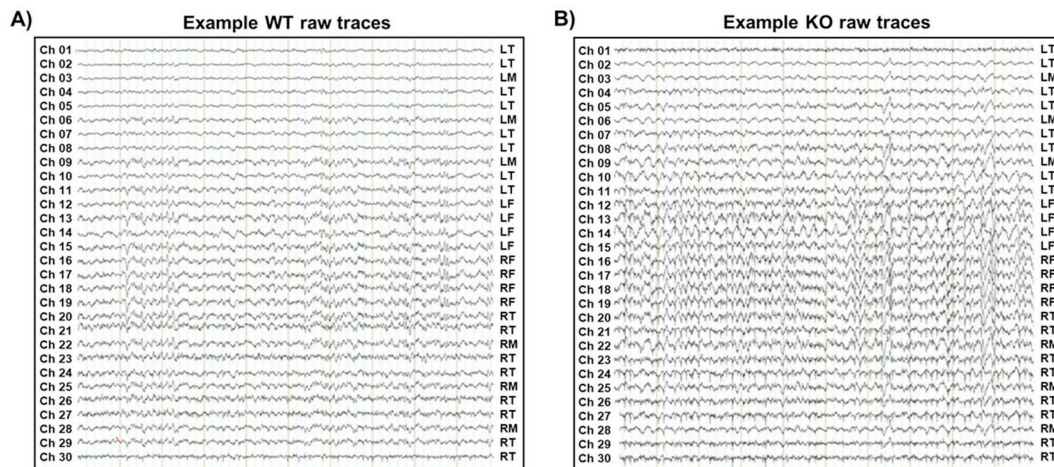 A) Example WT raw traces
Ch 01 LT
Ch 02 LT
Ch 03 LM
Ch 04 LT
Ch 05 LT
Ch 06 LM
Ch 07 LT
Ch 08 LT
Ch 09 LM
Ch 10 LT
Ch 11 LT
Ch 12 LF
Ch 13 LF
Ch 14 LF
Ch 15 LF
Ch 16 RF
Ch 17 RF
Ch 18 RF
Ch 19 RF
Ch 20 RT
Ch 21 RT
Ch 22 RM
Ch 23 RT
Ch 24 RT
Ch 25 RM
Ch 26 RT
Ch 27 RT
Ch 28 RM
Ch 29 RT
Ch 30 RT
B) Example KO raw traces
Ch 01 LT
Ch 02 LT
Ch 03 LM
Ch 04 LT
Ch 05 LT
Ch 06 LM
Ch 07 LT
Ch 08 LT
Ch 09 LM
Ch 10 LT
Ch 11 LT
Ch 12 LF
Ch 13 LF
Ch 14 LF
Ch 15 LF
Ch 16 RF
Ch 17 RF
Ch 18 RF
Ch 19 RF
Ch 20 RT
Ch 21 RT
Ch 22 RM
Ch 23 RT
Ch 24 RT
Ch 25 RM
Ch 26 RT
Ch 27 RT
Ch 28 RM
Ch 29 RT
Ch 30 RT